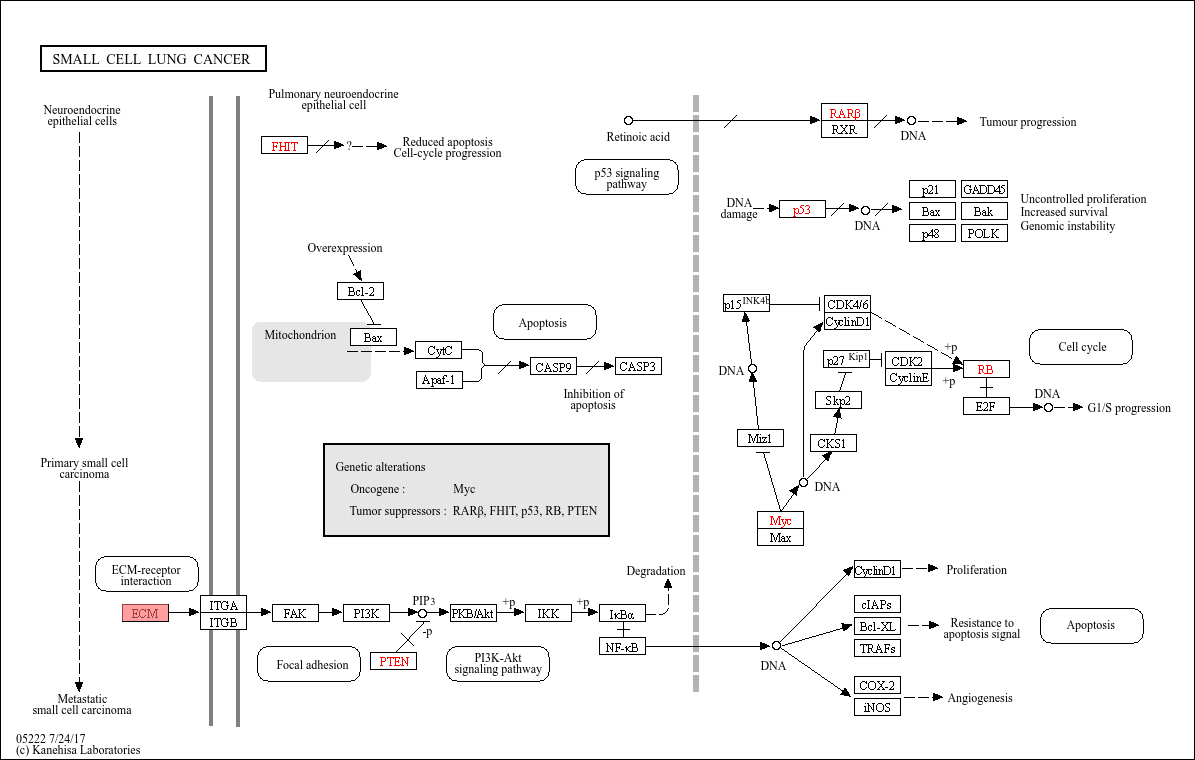 SMALL CELL LUNG CANCER
Neuroendocrine
epithelial cells
Primary small cell
carcinoma
Metastatic
small cell carcinoma
Pulmonary neuroendocrine
epithelial cell
FHIT
?
Reduced apoptosis
Cell-cycle progression
Retinoic acid
RARβ
RXR
DNA
Tumour progression
p53 signaling
pathway
DNA
damage
p53
DNA
p21
GADD45
Bax
Bak
p48
POLK
Uncontrolled proliferation
Increased survival
Genomic instability
Overexpression
Bcl-2
Mitochondrion
Bax
CytC
Apaf-1
CASP9
CASP3
Apoptosis
Inhibition of
apoptosis
p15 INK4b
CDK4/6
CyclinD1
p27 Kip1
CDK2
CyclinE
+p
+p
RB
E2F
DNA
G1/S progression
Cell cycle
DNA
Skp2
Miz1
CKS1
DNA
Myc
Max
Genetic alterations
Oncogene : Myc
Tumor suppressors : RARβ, FHIT, p53, RB, PTEN
ECM-receptor
interaction
ECM
ITGA
ITGB
FAK
PI3K
PIP3
-p
PTEN
PKB/Akt
+p
IKK
+p
IκBα
NF-κB
Degradation
Focal adhesion
PI3K-Akt
signaling pathway
DNA
CyclinD1
Proliferation
cIAPs
Bcl-XL
TRAFs
Resistance to
apoptosis signal
Apoptosis
COX-2
iNOS
Angiogenesis
05222 7/24/17
(c) Kanehisa Laboratories